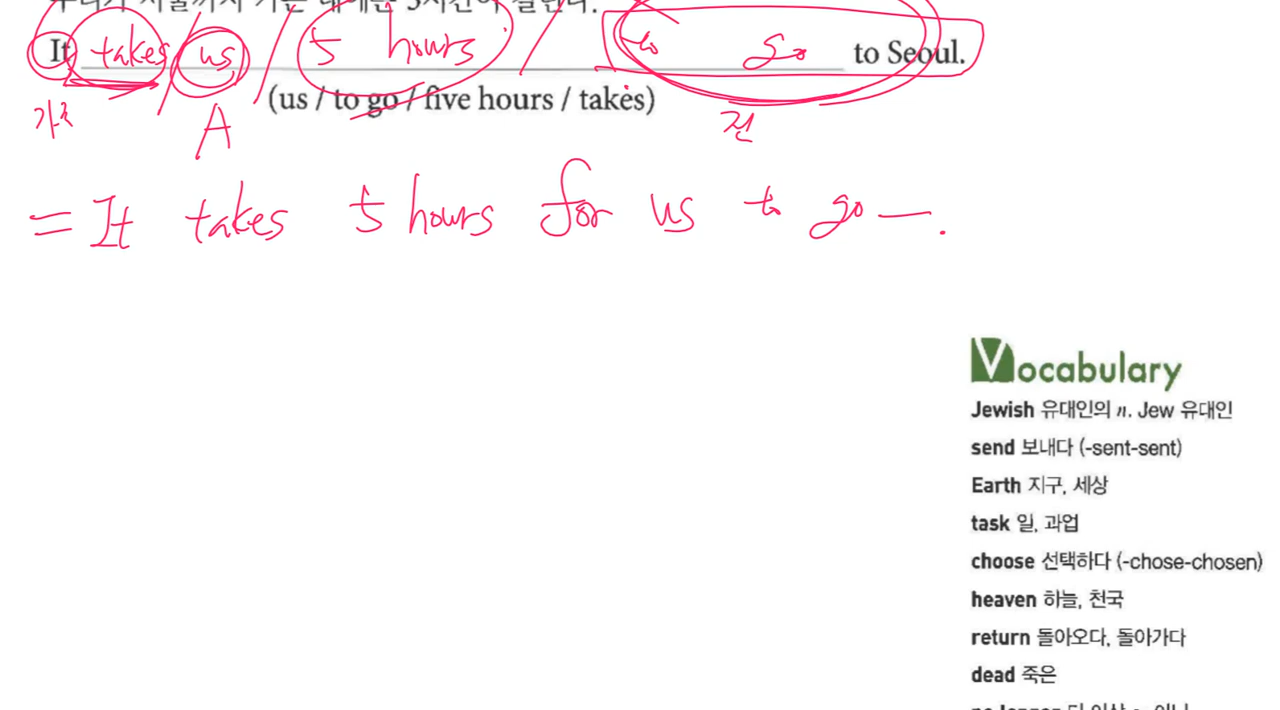 It takes us / 5 hours / to go to Seoul.
(us / to go / five hours / takes)
A
= It takes 5 hours for us to go — .
Vocabulary
Jewish 유대인의 n. Jew 유대인
send 보내다 (-sent-sent)
Earth 지구, 세상
task 일, 과업
choose 선택하다 (-chose-chosen)
heaven 하늘, 천국
return 돌아오다, 돌아가다
dead 죽은